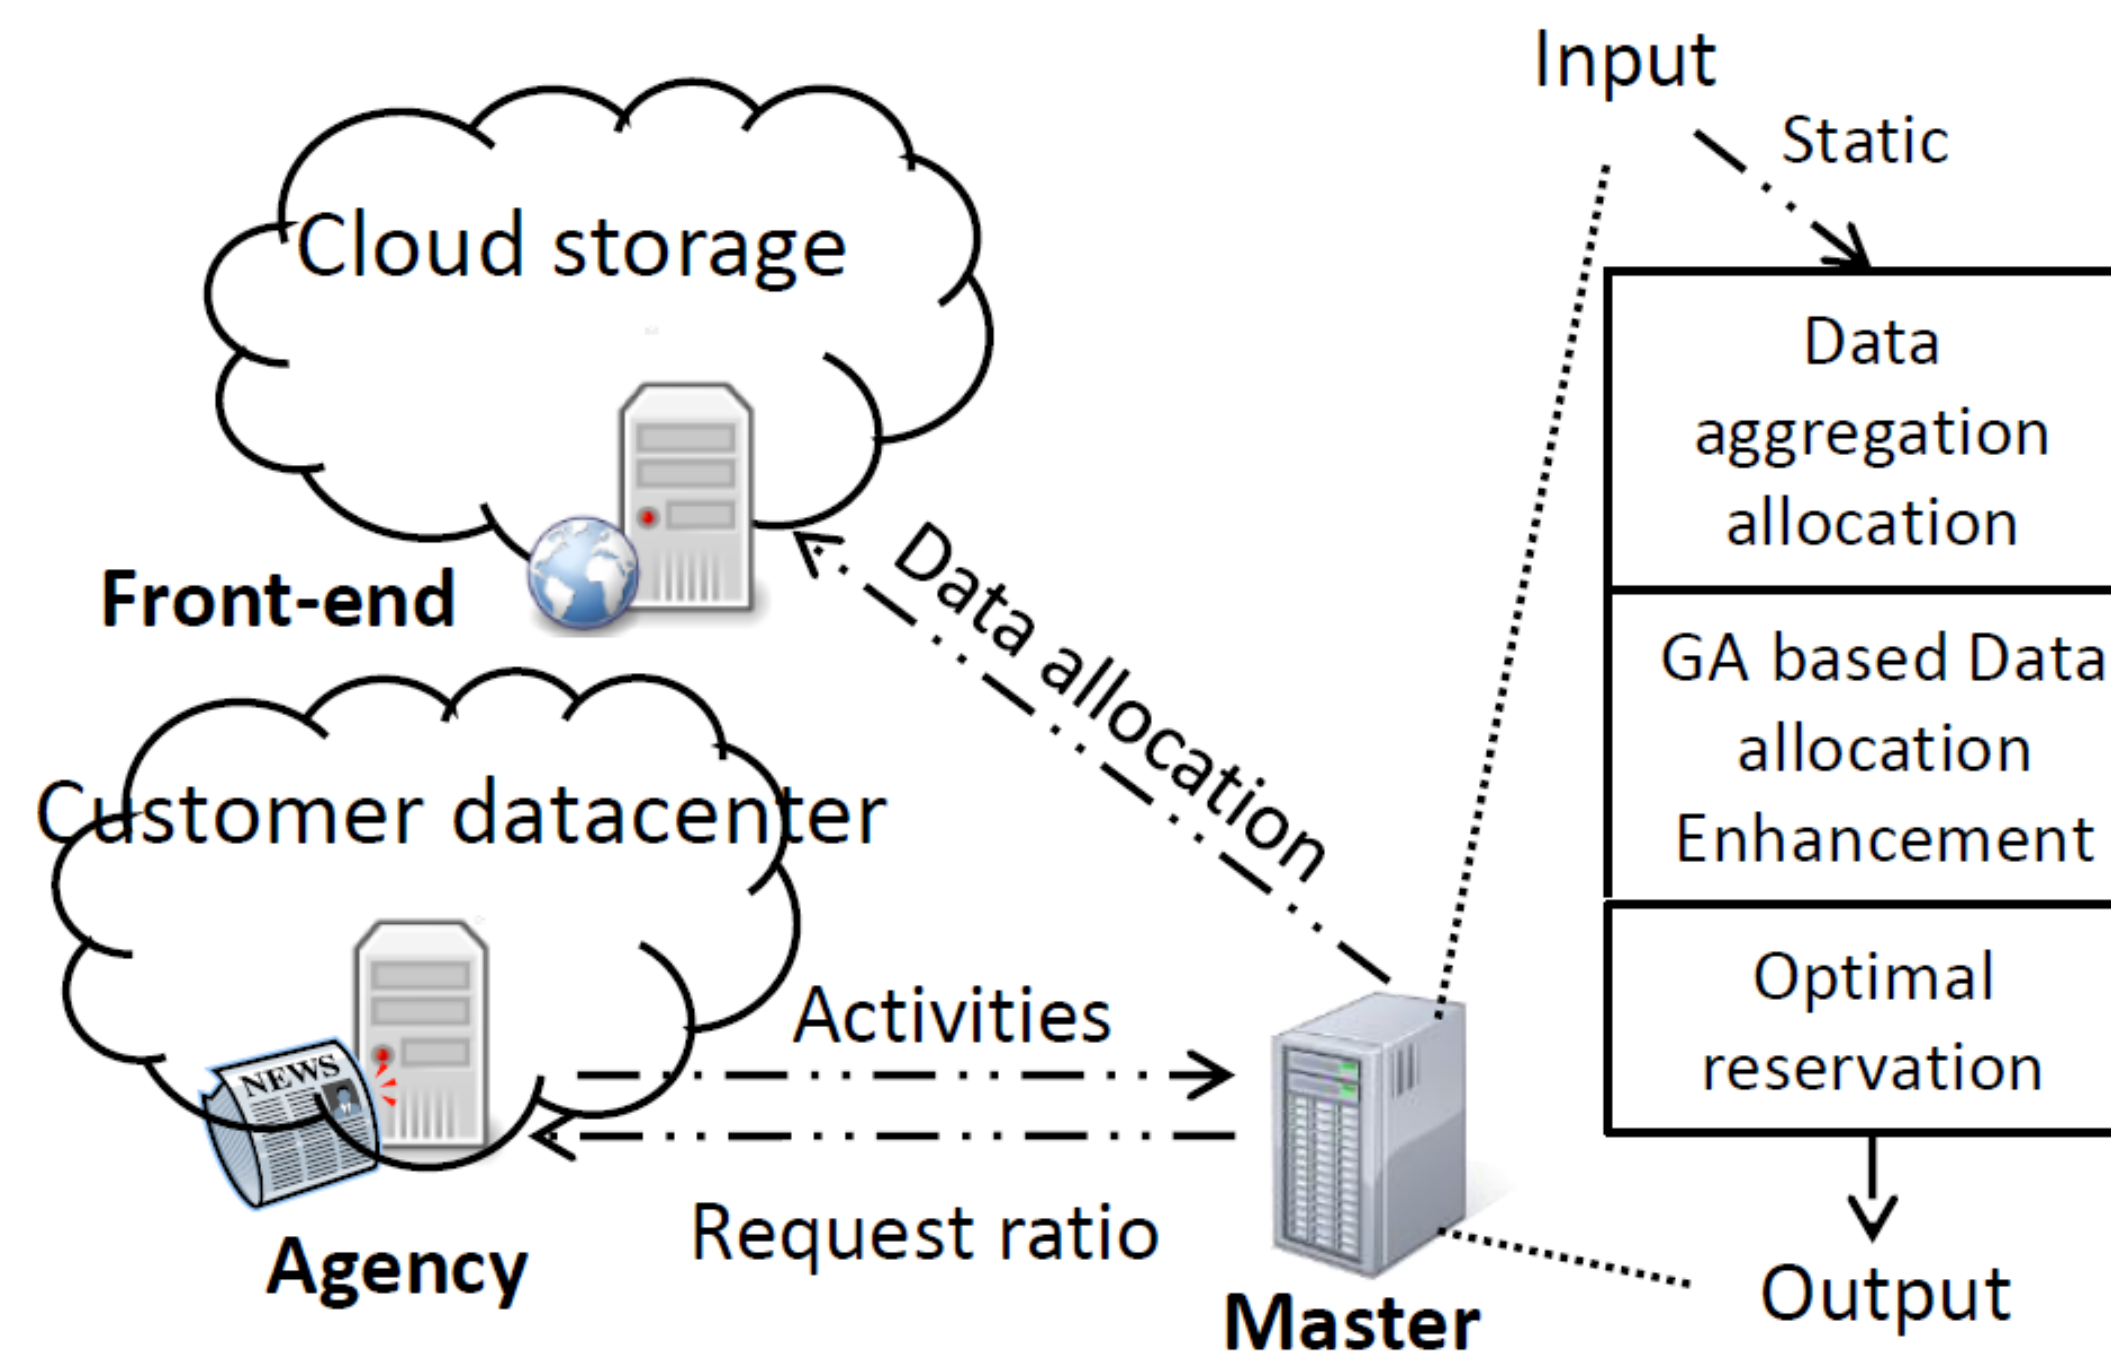 Input
Static
Cloud storage
Data
aggregation
allocation
Front-end
Data allocation
GA based Data
allocation
Enhancement
Customer datacenter
NEWS
Activities
Optimal
reservation
Request ratio
Agency
Master
Output